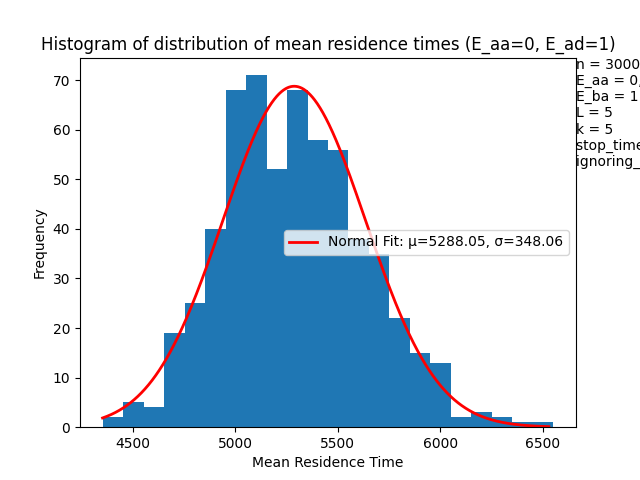 Histogram of distribution of mean residence times (E_aa=0, E_ad=1)
n = 3000
E_aa = 0,
E_ba = 1
L = 5
k = 5
stop_time
ignoring_
Normal Fit: μ=5288.05, σ=348.06
Frequency
70
60
50
40
30
20
10
0
4500 5000 5500 6000 6500
Mean Residence Time